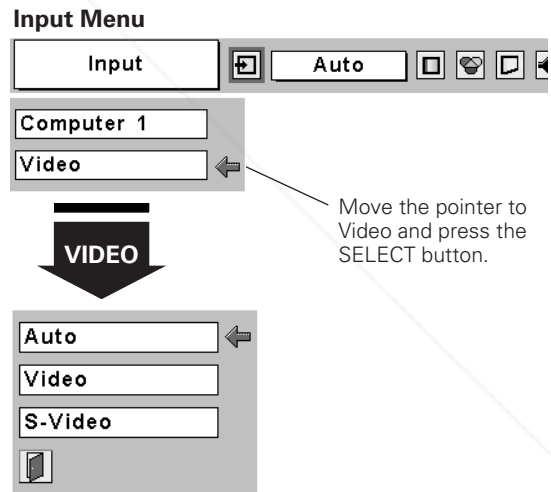 Input Menu
Input
Auto
Computer 1
Video
Move the pointer to
Video and press the
SELECT button.
VIDEO
Auto
Video
S-Video